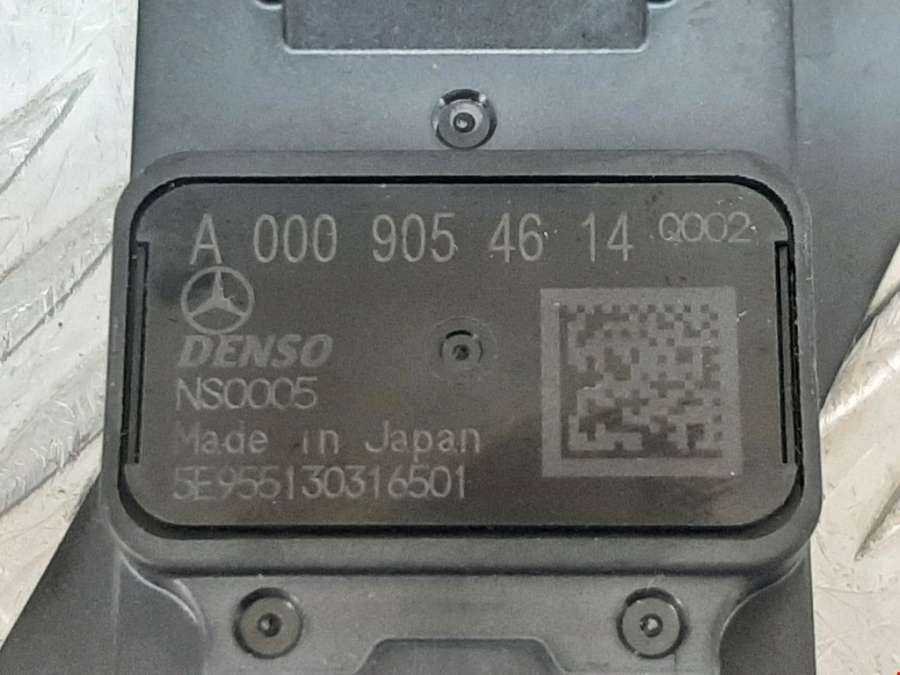 A 000 905 46 14 Q002
DENSO
NS0005
Made in Japan
5E955130316501